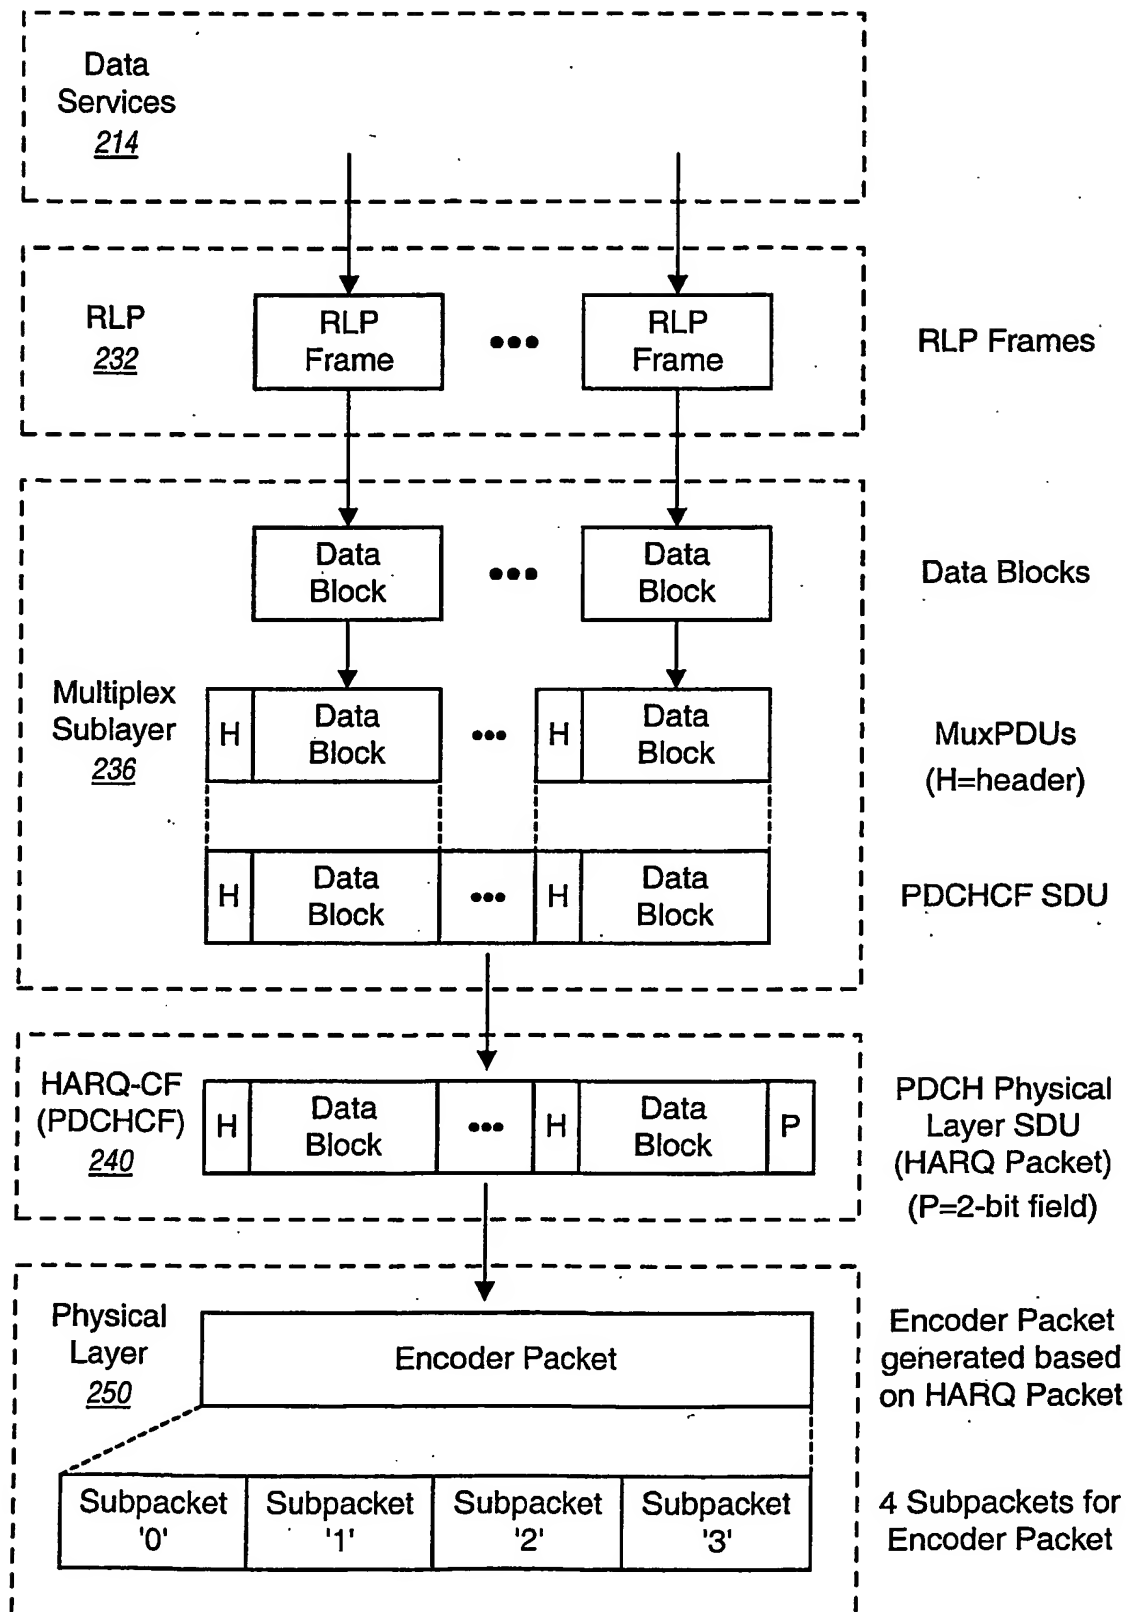 Data
Services
214
RLP
232
RLP
Frame
•••
RLP
Frame
RLP Frames
Data
Block
•••
Data
Block
Data Blocks
Multiplex
Sublayer
236
H
Data
Block
•••
H
Data
Block
MuxPDUs
(H=header)
H
Data
Block
•••
H
Data
Block
PDCHCF SDU
HARQ-CF
(PDCHCF)
240
H
Data
Block
•••
H
Data
Block
P
PDCH Physical
Layer SDU
(HARQ Packet)
(P=2-bit field)
Physical
Layer
250
Encoder Packet
Encoder Packet
generated based
on HARQ Packet
Subpacket
'0'
Subpacket
'1'
Subpacket
'2'
Subpacket
'3'
4 Subpackets for
Encoder Packet